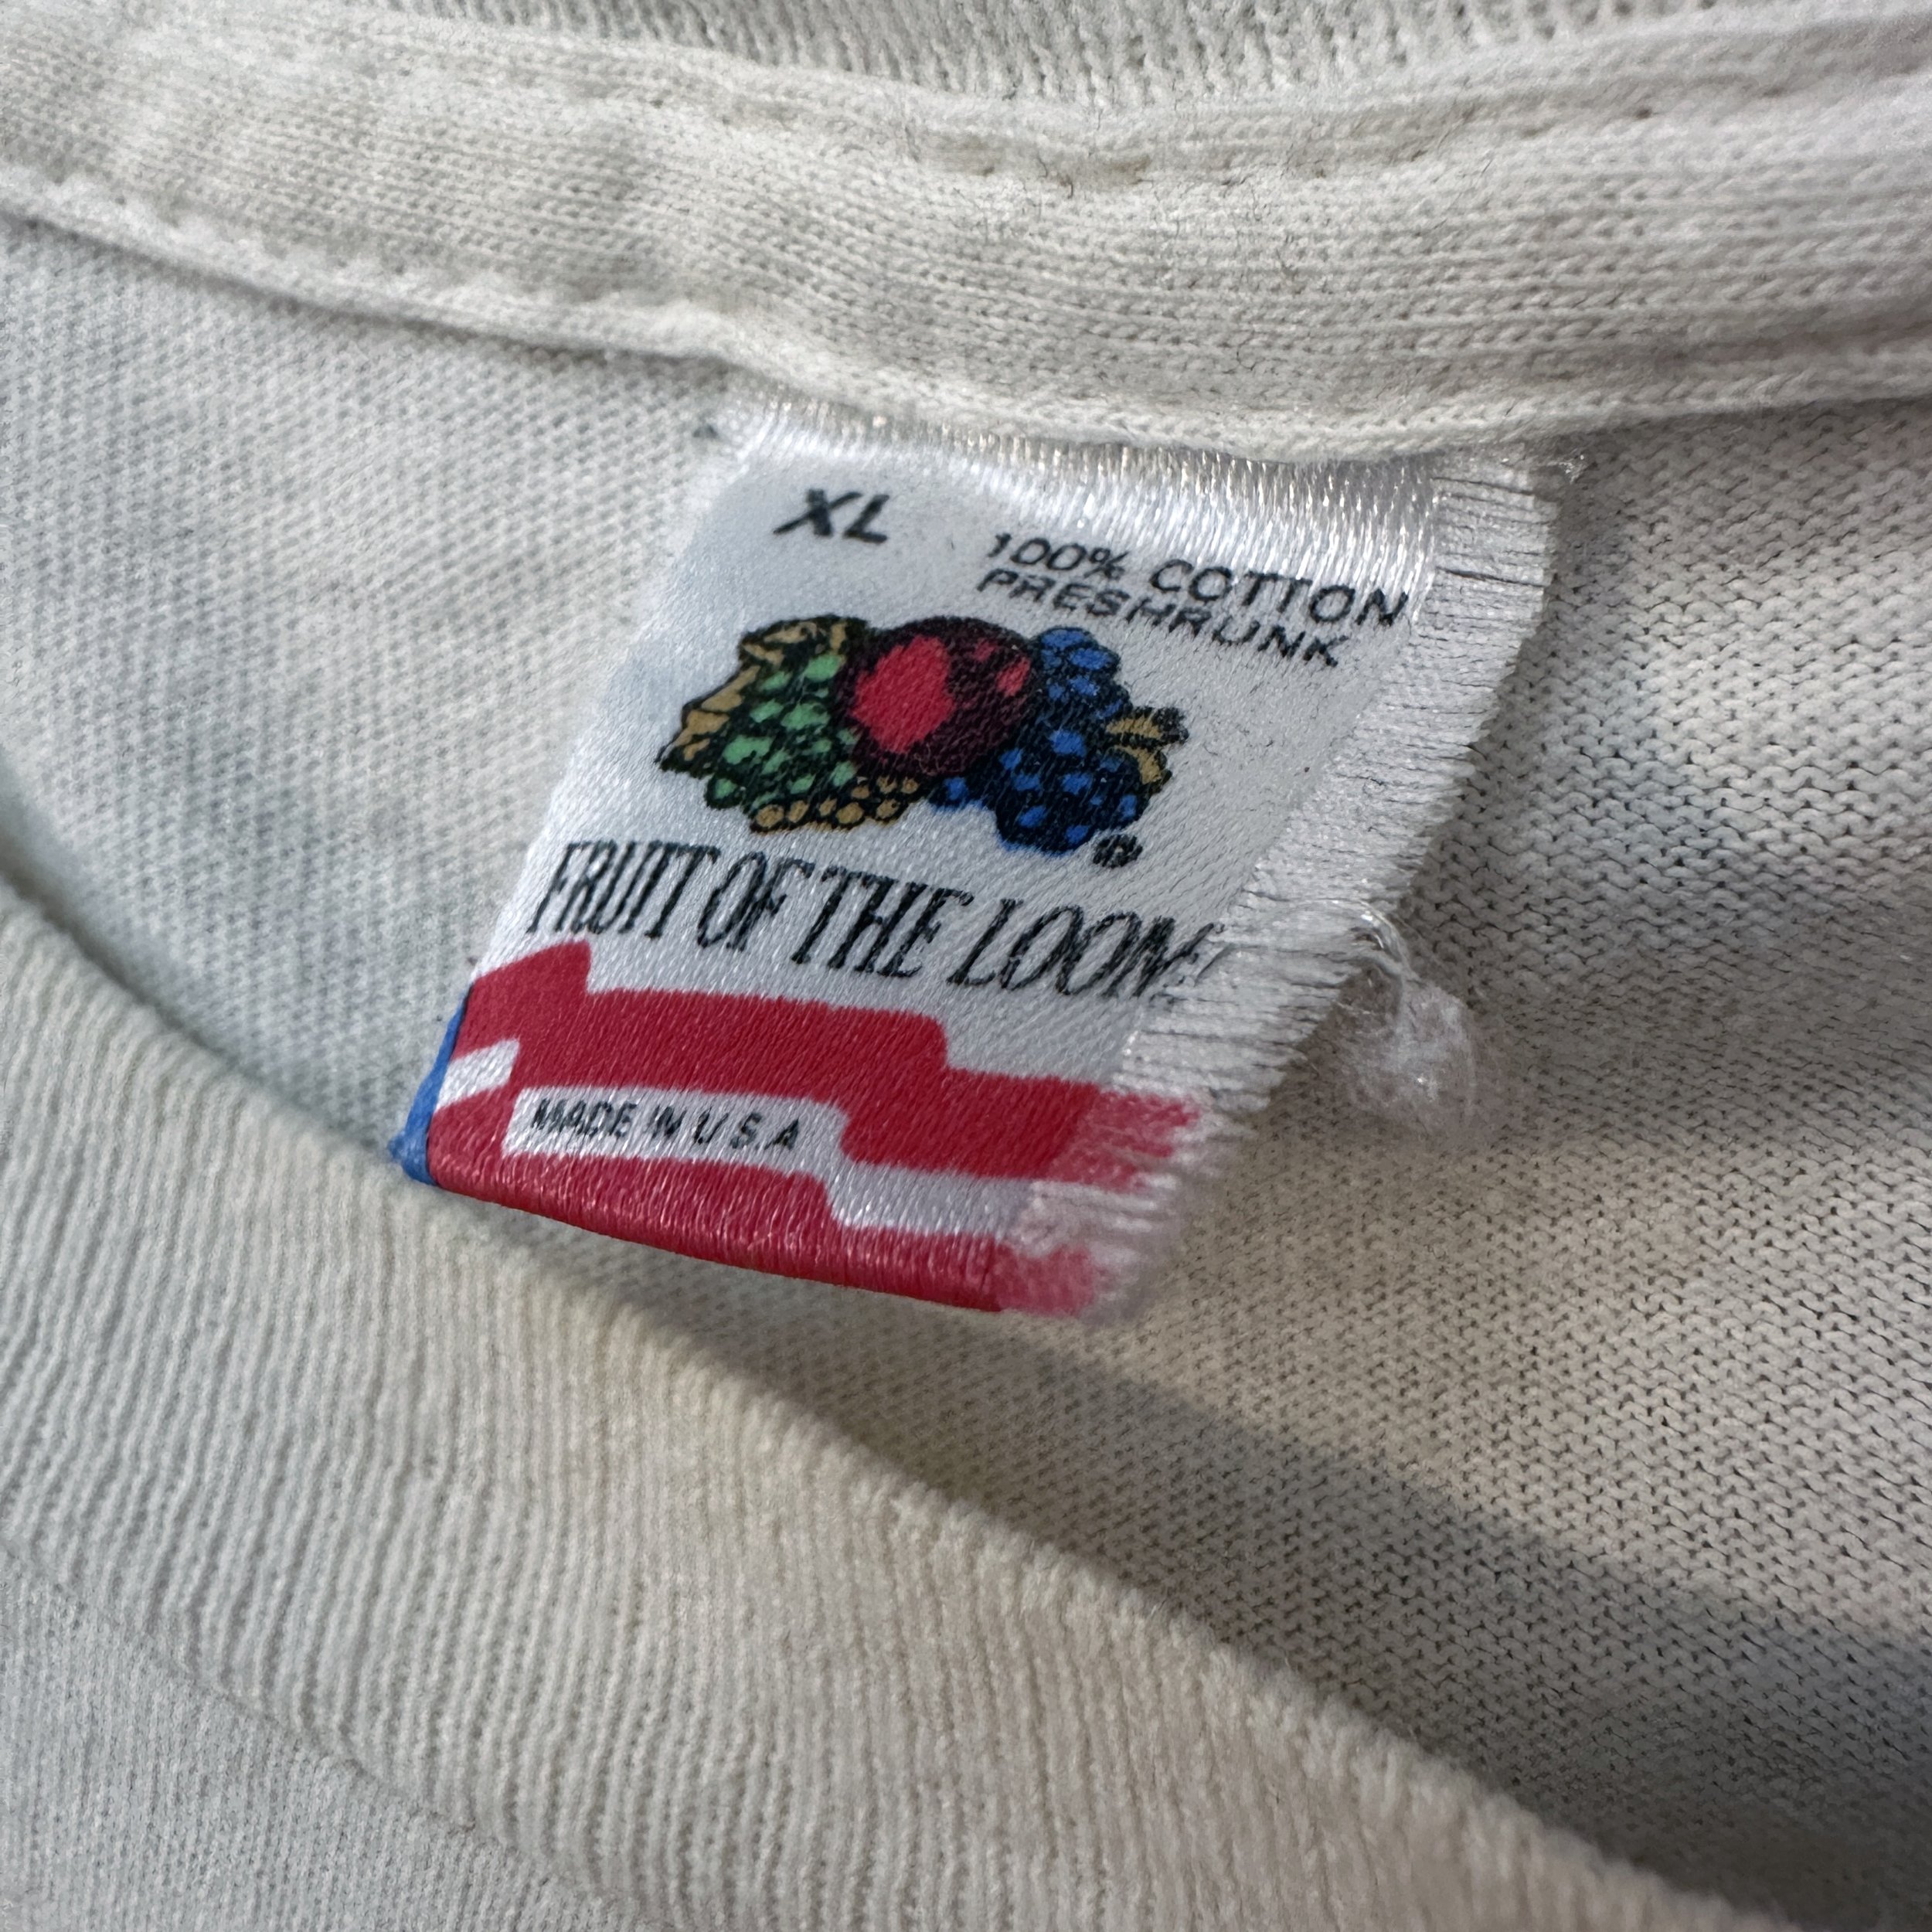 XL
100% COTTON
PRESHRUNK
®
FRUIT OF THE LOOM
MADE IN U.S.A